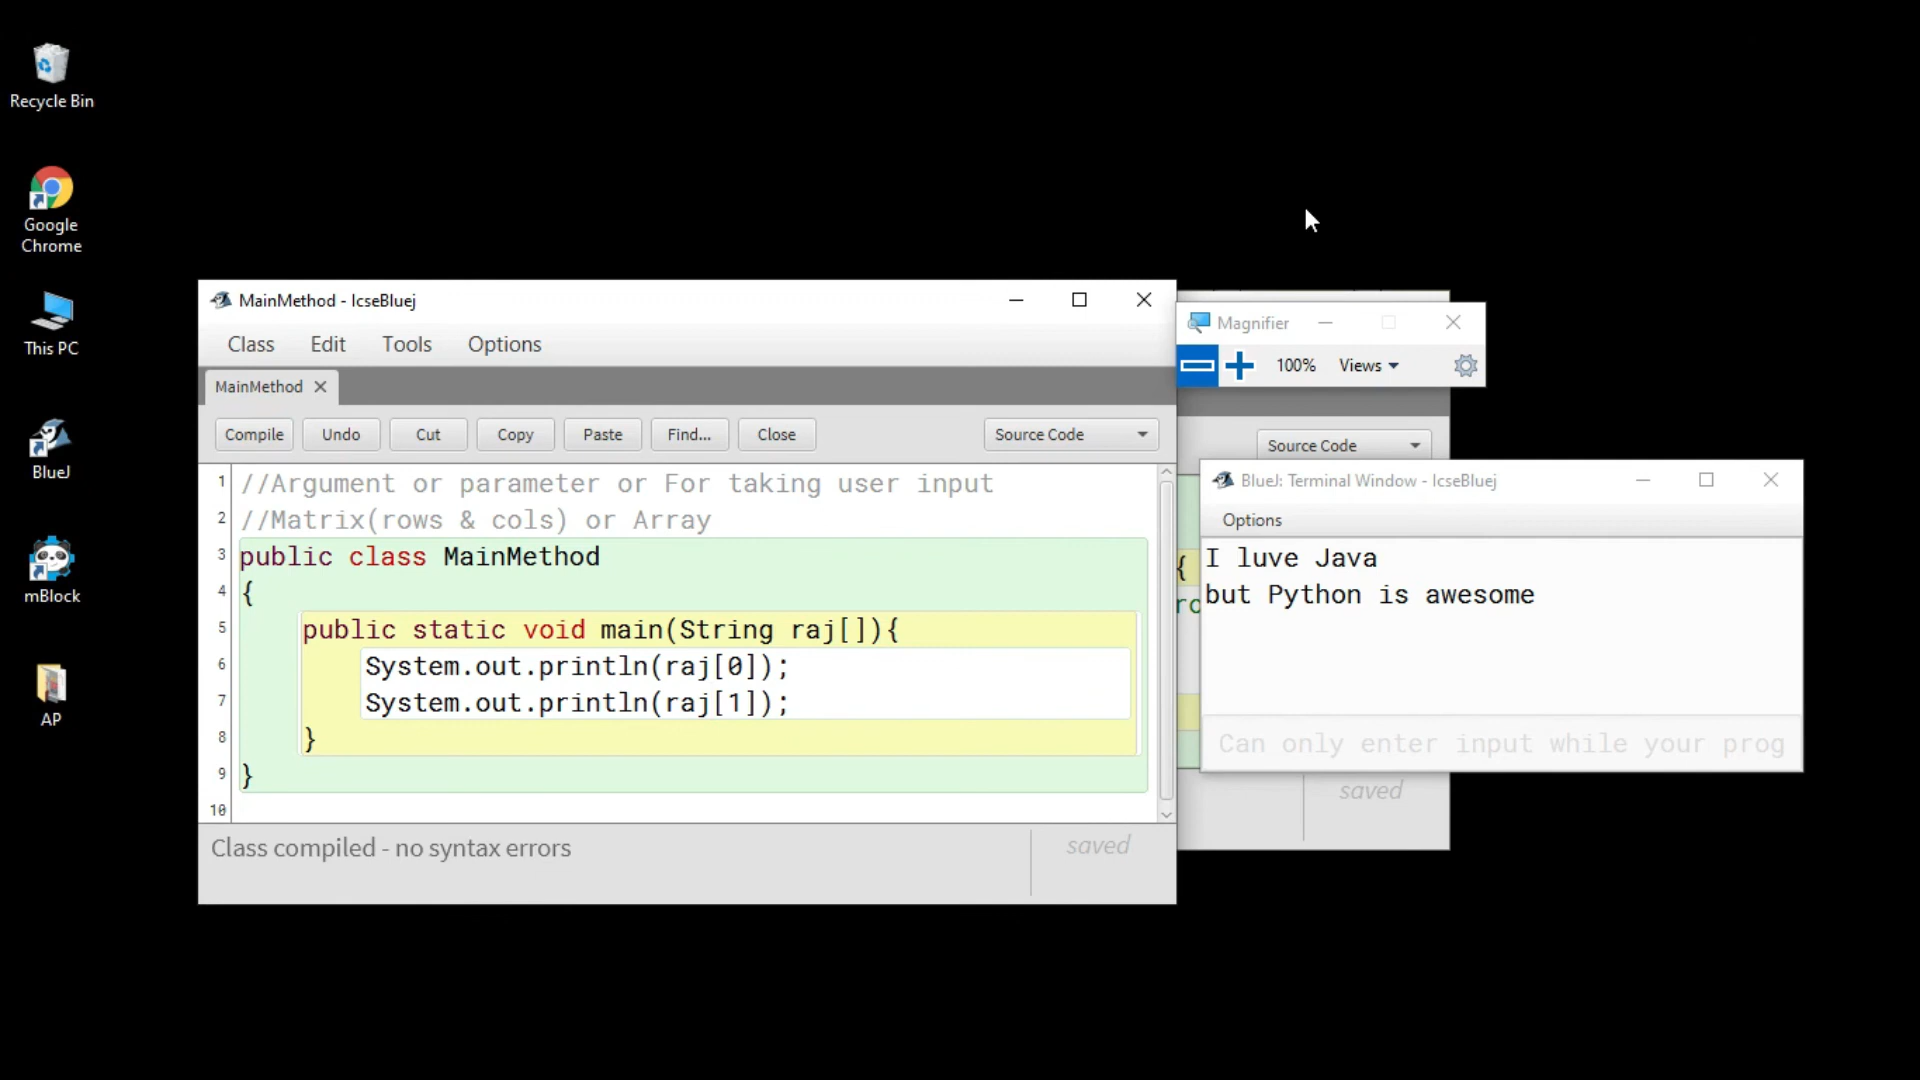 Recycle Bin
Google
Chrome
This PC
BlueJ
mBlock
AP
MainMethod - IcseBluej
Class Edit Tools Options
MainMethod
Compile Undo Cut Copy Paste Find... Close Source Code
1 //Argument or parameter or For taking user input
2 //Matrix(rows & cols) or Array
3 public class MainMethod
4 {
5 public static void main(String raj[]){
6 System.out.println(raj[0]);
7 System.out.println(raj[1]);
8 }
9 }
10
Class compiled - no syntax errors
saved
Magnifier
100% Views
Source Code
{
ro
saved
BlueJ: Terminal Window - IcseBluej
Options
I luve Java
but Python is awesome
Can only enter input while your prog